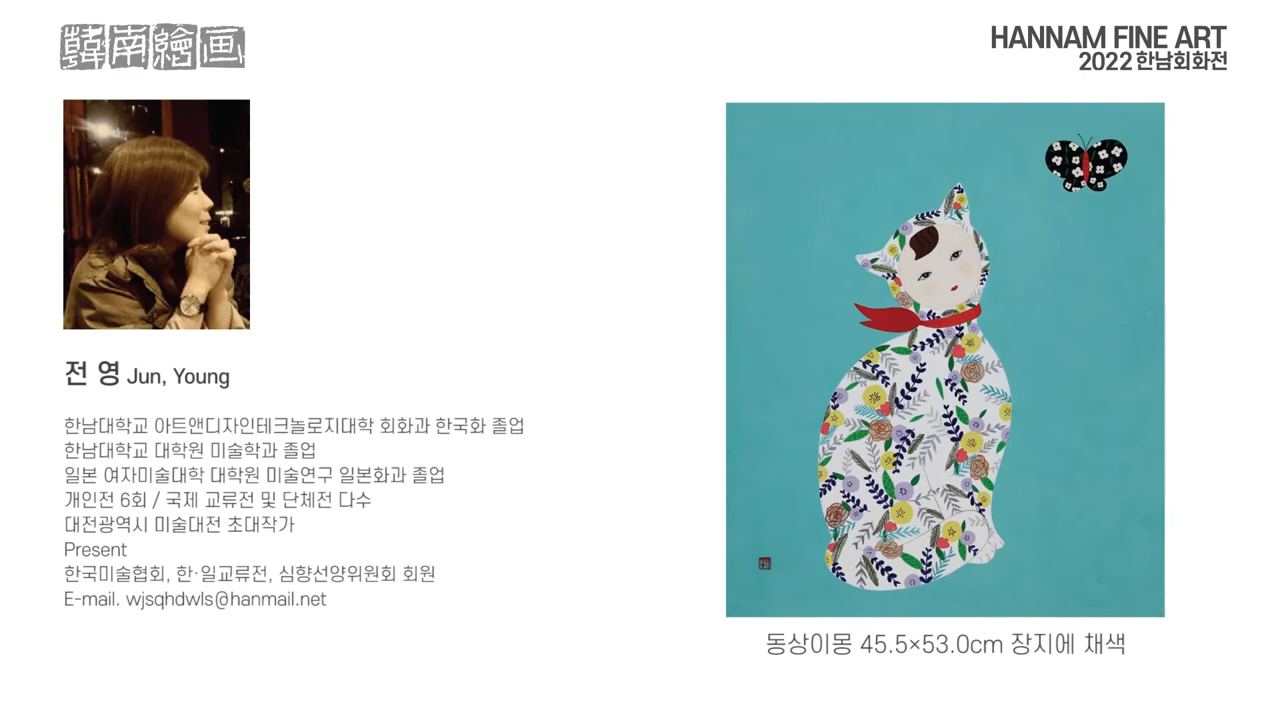 韓南繪画
HANNAM FINE ART
2022 한남회화전
전 영 Jun, Young
한남대학교 아트앤디자인테크놀로지대학 회화과 한국화 졸업
한남대학교 대학원 미술학과 졸업
일본 여자미술대학 대학원 미술연구 일본화과 졸업
개인전 6회 / 국제 교류전 및 단체전 다수
대전광역시 미술대전 초대작가
Present
한국미술협회, 한·일교류전, 심향선양위원회 회원
E-mail. wjsqhdwls@hanmail.net
동상이몽 45.5×53.0cm 장지에 채색